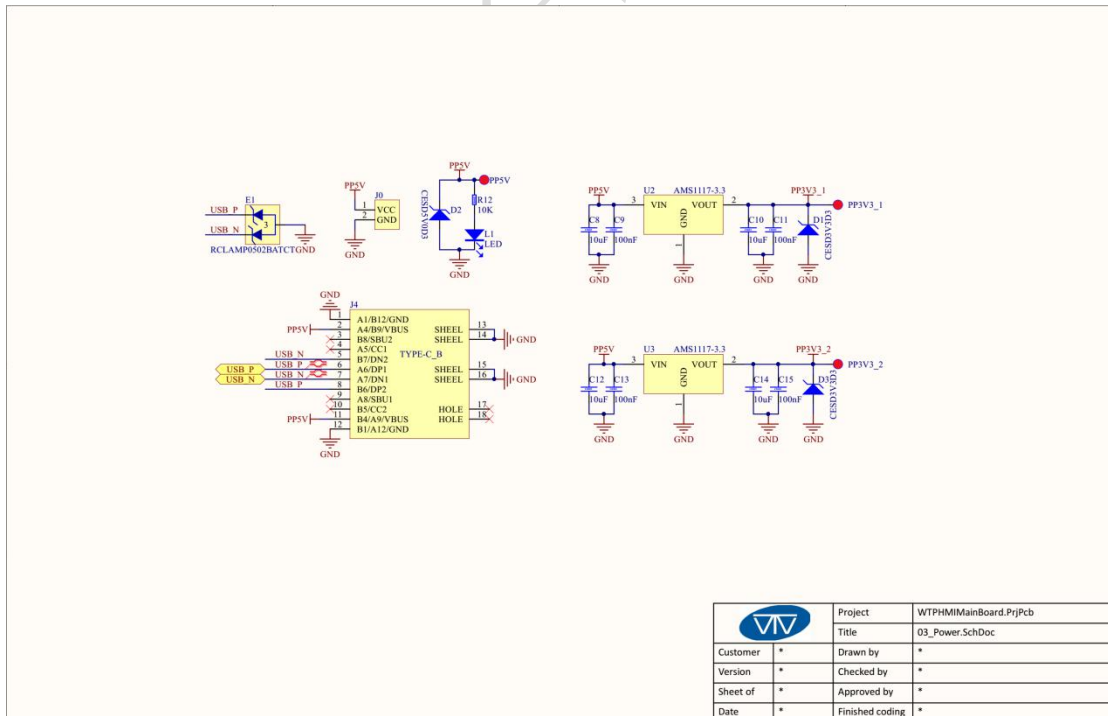 PP5V
PP5V
E1
USB_P
USB_N
3
RCLAMP0502BATCT
GND
PP5V
J0
1
2
VCC
GND
GND
CESD5V0D3
D2
R12
10K
L1
LED
GND
PP5V
U2
AMS1117-3.3
PP3V3_1
3
VIN
VOUT
2
PP3V3_1
GND
1
C8
10uF
C9
100nF
C10
10uF
C11
100nF
D1
CESD3V3D3
GND
GND
GND
GND
J4
1
A1/B12/GND
PP5V
2
A4/B9/VBUS
3
B8/SBU2
4
A5/CC1
USB_N
5
B7/DN2
USB_P
USB_P
6
A6/DP1
USB_N
USB_N
7
A7/DN1
USB_P
8
B6/DP2
9
A8/SBU1
10
B5/CC2
PP5V
11
B4/A9/VBUS
12
B1/A12/GND
GND
TYPE-C_B
SHEEL
13
SHEEL
14
GND
SHEEL
15
SHEEL
16
GND
HOLE
17
HOLE
18
PP5V
U3
AMS1117-3.3
PP3V3_2
3
VIN
VOUT
2
PP3V3_2
GND
1
C12
10uF
C13
100nF
C14
10uF
C15
100nF
D3
CESD3V3D3
GND
GND
GND
GND
Project WTPHMIMainBoard.PrjPcb
Title 03_Power.SchDoc
Customer * Drawn by *
Version * Checked by *
Sheet of * Approved by *
Date * Finished coding *